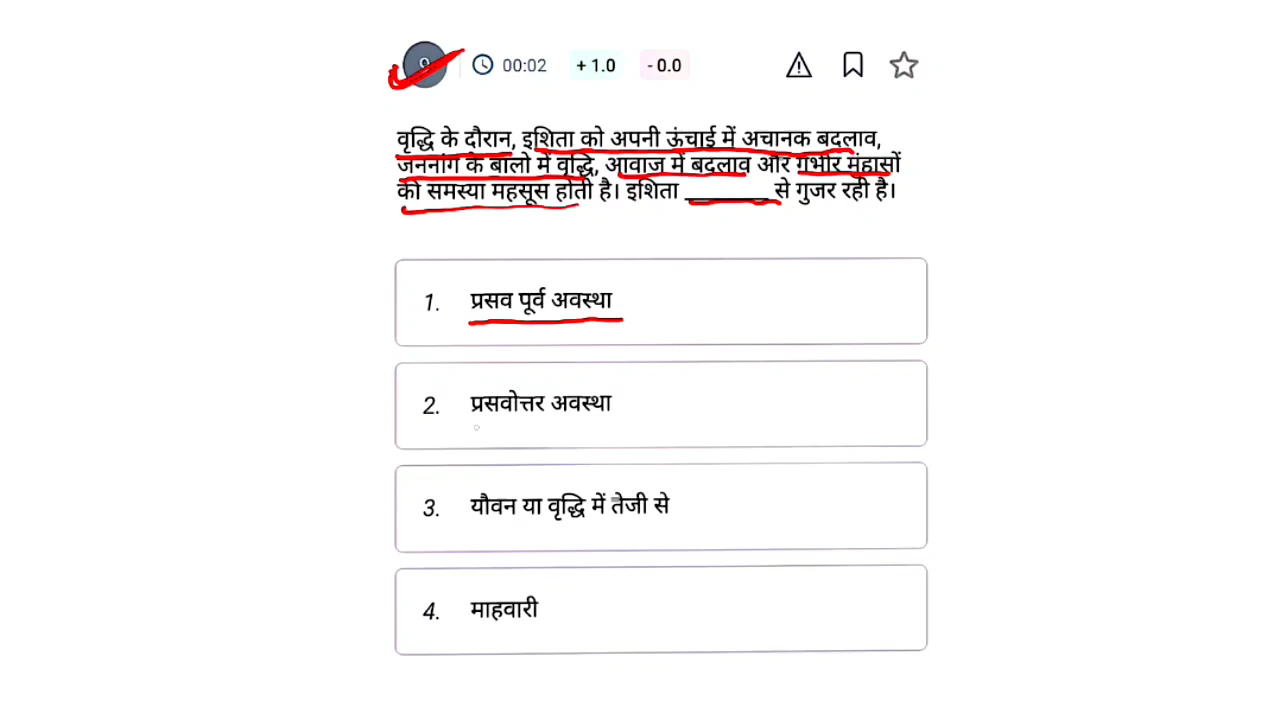 00:02 + 1.0 - 0.0
वृद्धि के दौरान, इशिता को अपनी ऊंचाई में अचानक बदलाव,
जननांग के बालों में वृद्धि, आवाज में बदलाव और गंभीर मुंहासों
की समस्या महसूस होती है। इशिता ________ से गुजर रही है।
1. प्रसव पूर्व अवस्था
2. प्रसवोत्तर अवस्था
3. यौवन या वृद्धि में तेजी से
4. माहवारी